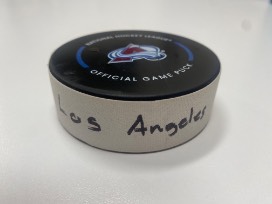 NATIONAL HOCKEY LEAGUE
OFFICIAL GAME PUCK
Los Angeles